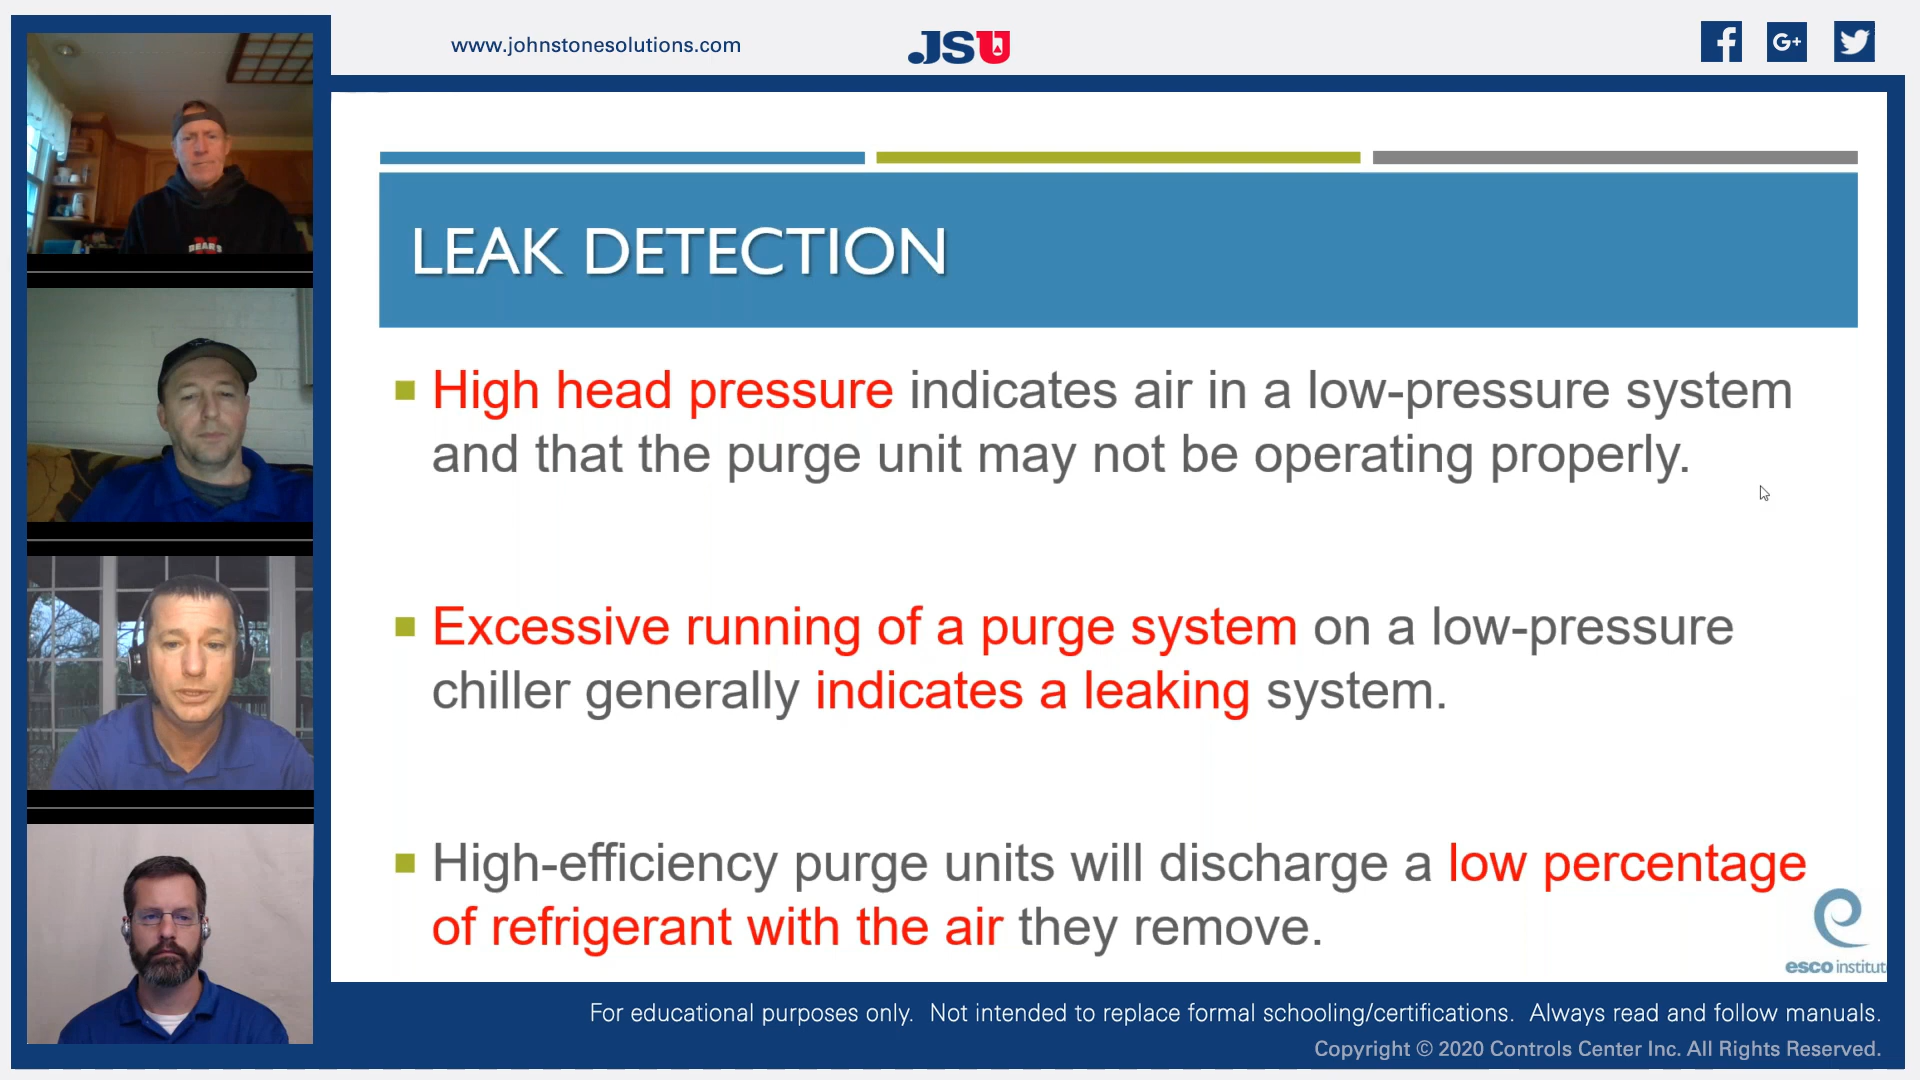 www.johnstonesolutions.com
JSU
G+
LEAK DETECTION
High head pressure indicates air in a low-pressure system
and that the purge unit may not be operating properly.
Excessive running of a purge system on a low-pressure
chiller generally indicates a leaking system.
High-efficiency purge units will discharge a low percentage
of refrigerant with the air they remove.
esco institut
BEARS
For educational purposes only. Not intended to replace formal schooling/certifications. Always read and follow manuals.
Copyright © 2020 Controls Center Inc. All Rights Reserved.